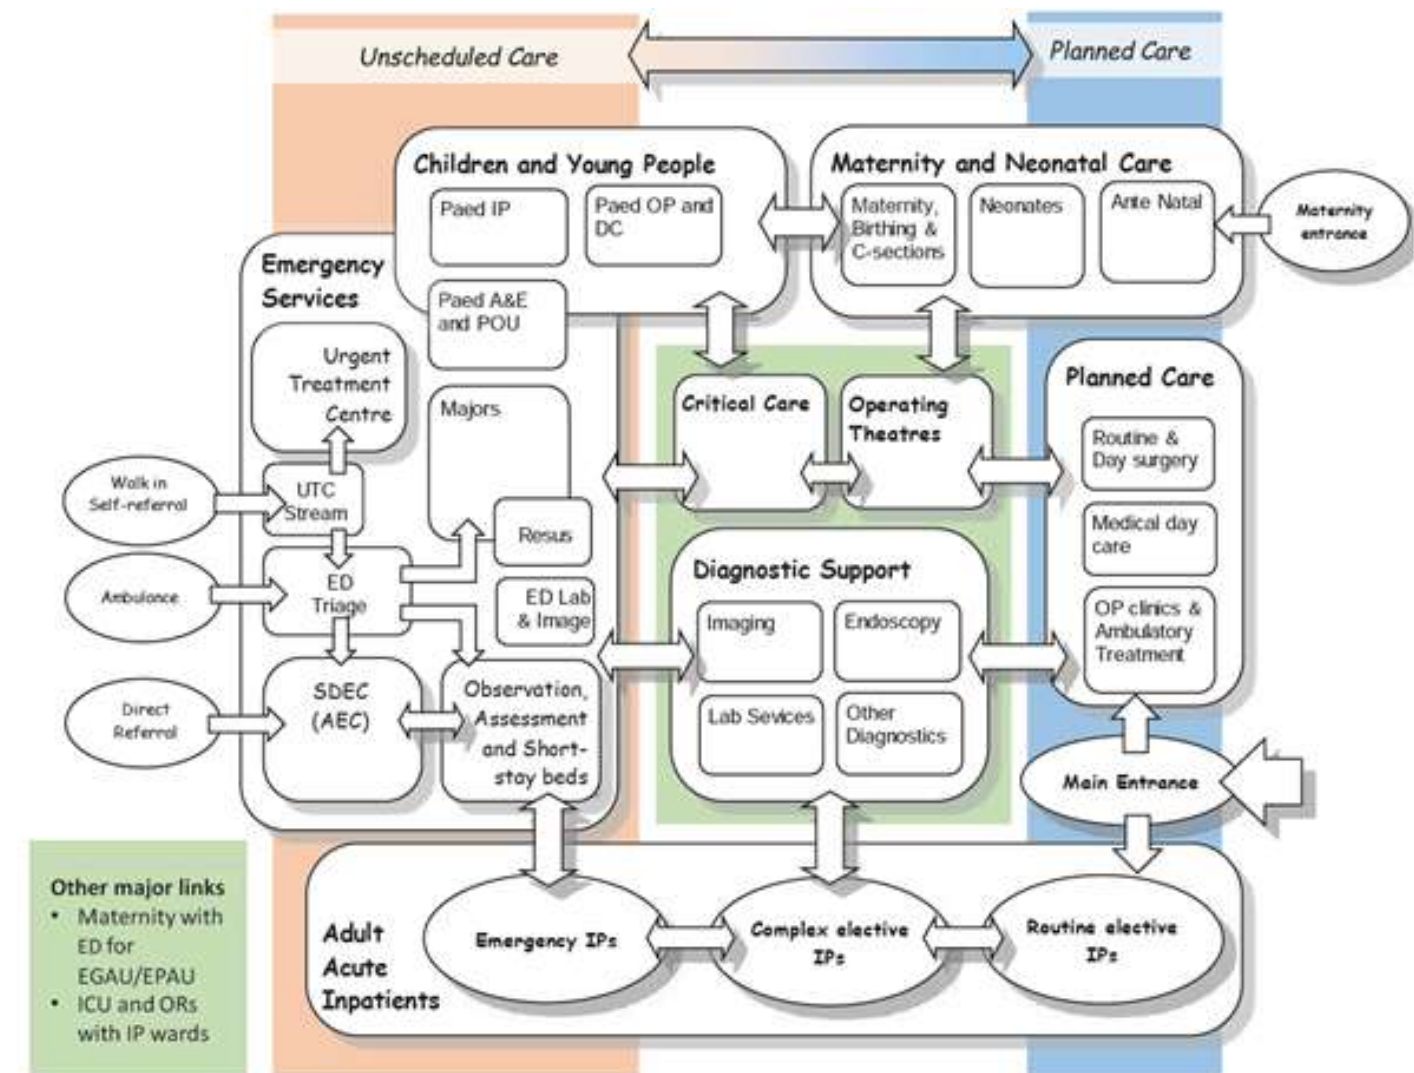 Unscheduled Care
Planned Care
Children and Young People
Paed IP
Paed OP and
DC
Paed A&E
and POU
Maternity and Neonatal Care
Maternity,
Birthing &
C-sections
Neonates
Ante Natal
Maternity
entrance
Emergency
Services
Urgent
Treatment
Centre
Majors
Walk in
Self-referral
UTC
Stream
Resus
Ambulance
ED
Triage
ED Lab
& Image
Direct
Referral
SDEC
(AEC)
Observation,
Assessment
and Short-
stay beds
Critical Care
Operating
Theatres
Diagnostic Support
Imaging
Endoscopy
Lab Sevices
Other
Diagnostics
Planned Care
Routine &
Day surgery
Medical day
care
OP clinics &
Ambulatory
Treatment
Main Entrance
Other major links
• Maternity with
ED for
EGAU/EPAU
• ICU and ORs
with IP wards
Adult
Acute
Inpatients
Emergency IPs
Complex elective
IPs
Routine elective
IPs